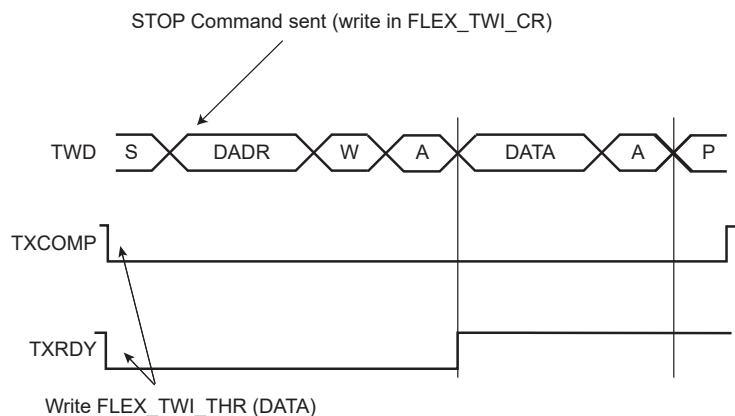 STOP Command sent (write in FLEX_TWI_CR)
TWD S DADR W A DATA A P
TXCOMP
TXRDY
Write FLEX_TWI_THR (DATA)